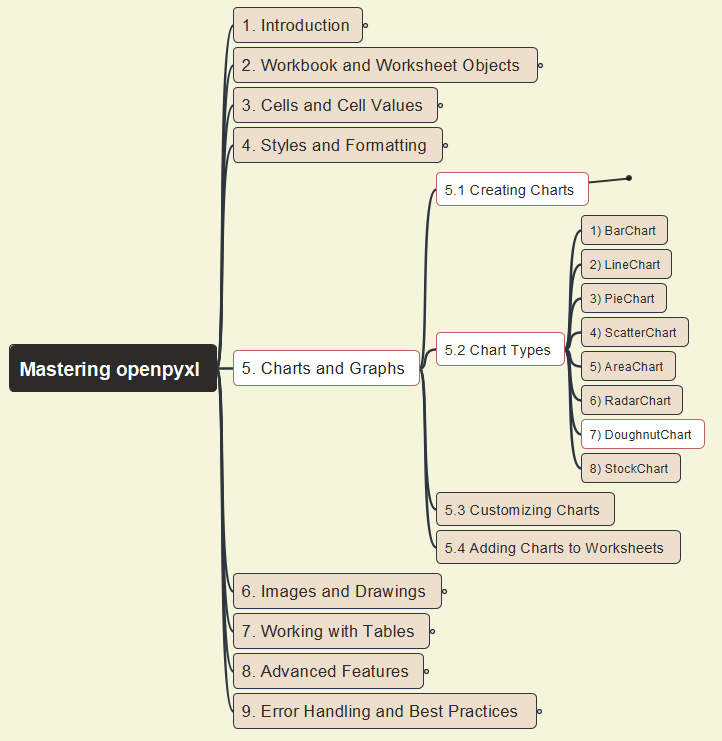 Mastering openpyxl
1. Introduction
2. Workbook and Worksheet Objects
3. Cells and Cell Values
4. Styles and Formatting
5. Charts and Graphs
5.1 Creating Charts
5.2 Chart Types
1) BarChart
2) LineChart
3) PieChart
4) ScatterChart
5) AreaChart
6) RadarChart
7) DoughnutChart
8) StockChart
5.3 Customizing Charts
5.4 Adding Charts to Worksheets
6. Images and Drawings
7. Working with Tables
8. Advanced Features
9. Error Handling and Best Practices